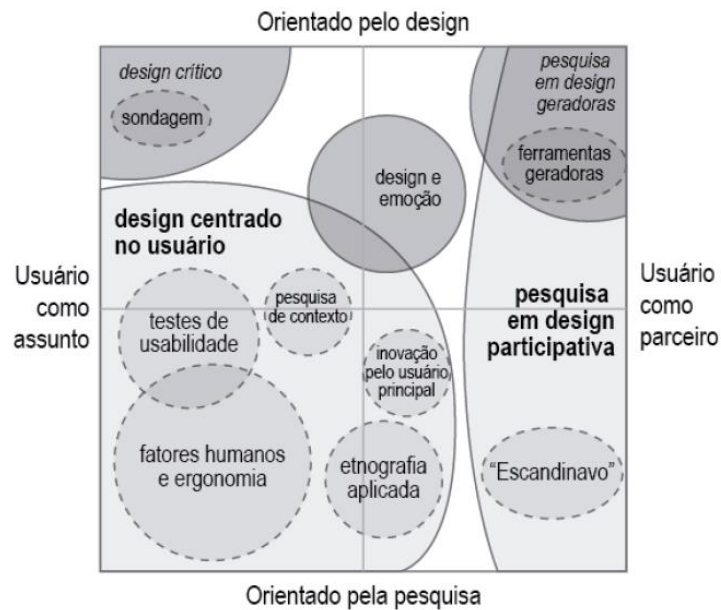 Orientado pelo design
design crítico
sondagem
pesquisa
em design
geradoras
ferramentas
geradoras
design e
emoção
design centrado
no usuário
Usuário
como
assunto
testes de
usabilidade
pesquisa
de contexto
inovação
pelo usuário
principal
pesquisa
em design
participativa
Usuário
como
parceiro
fatores humanos
e ergonomia
etnografia
aplicada
“Escandinavo”
Orientado pela pesquisa